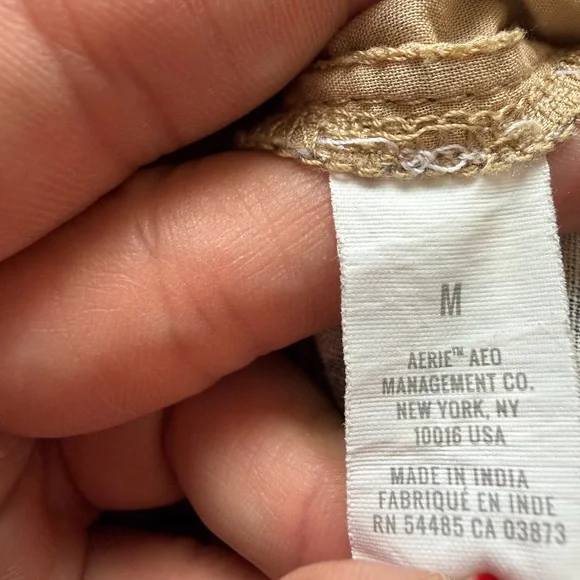 M
AERIE™ AEO
MANAGEMENT CO.
NEW YORK, NY
10016 USA
MADE IN INDIA
FABRIQUÉ EN INDE
RN 54485 CA 03873